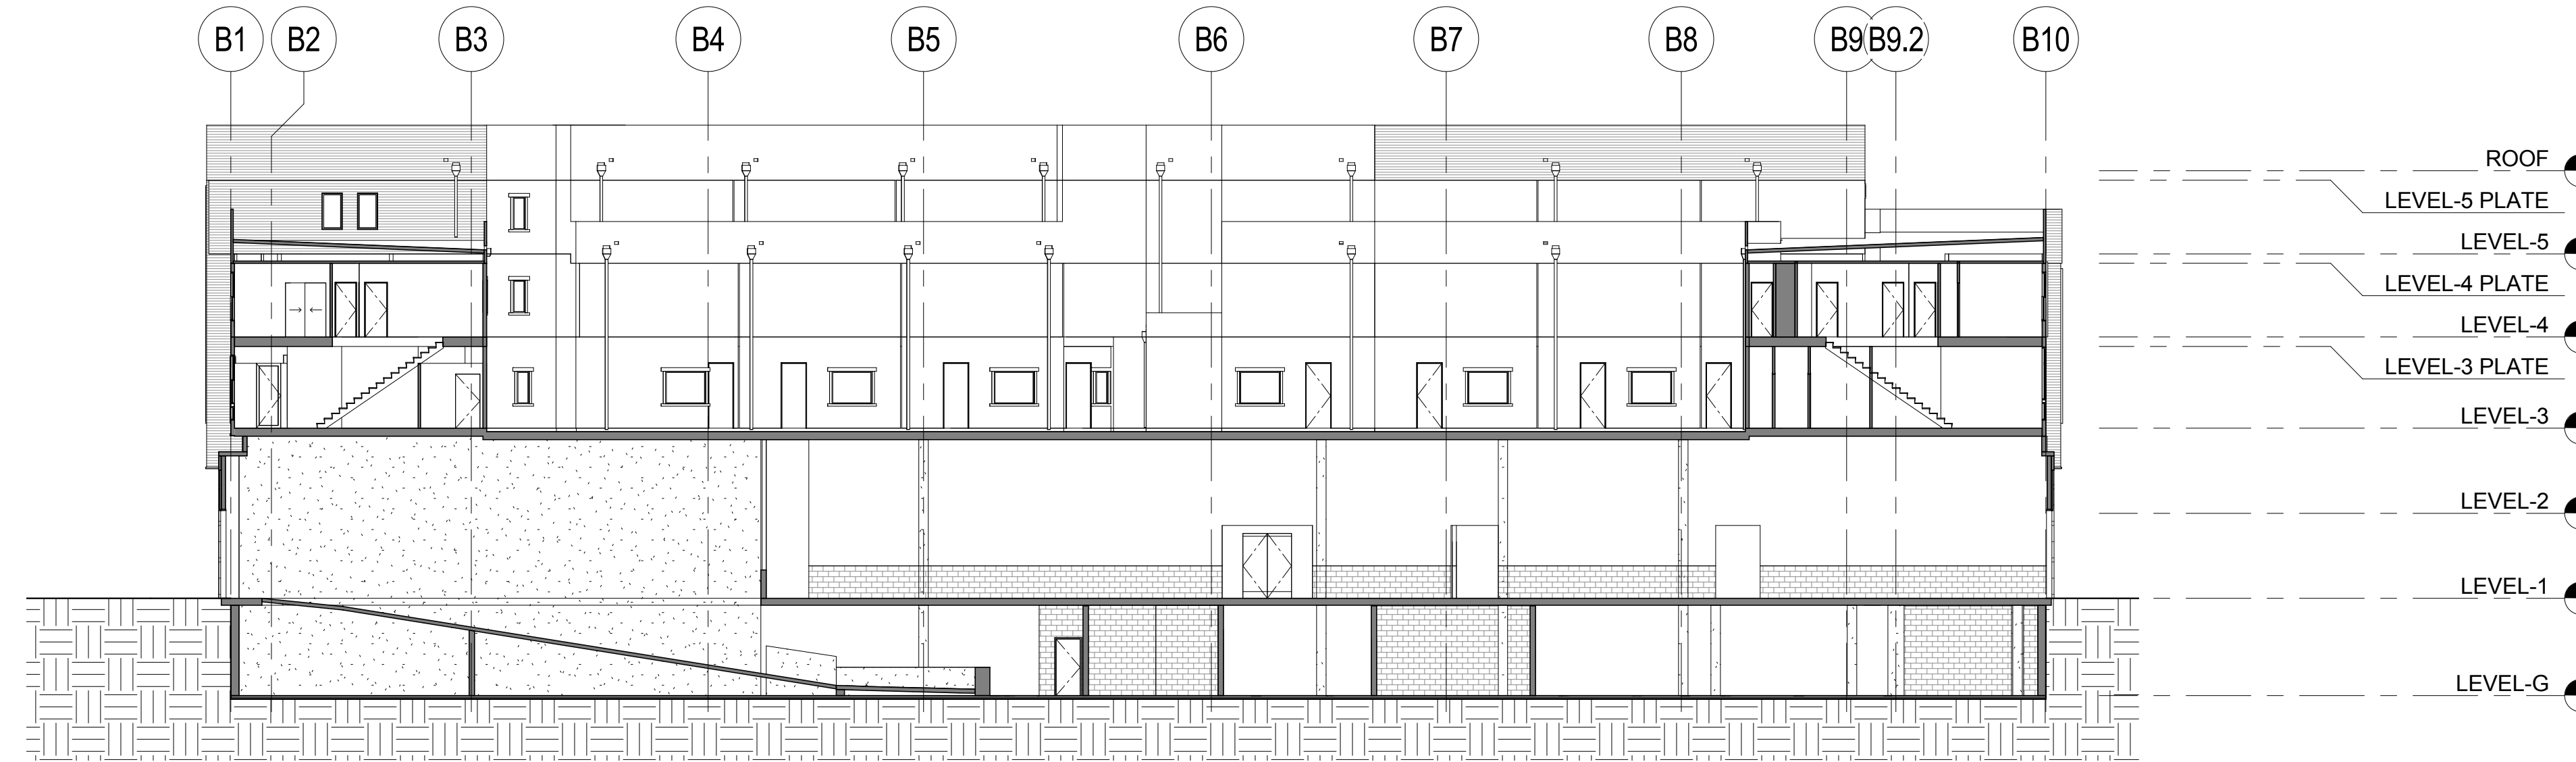 B1
B2
B3
B4
B5
B6
B7
B8
B9
B9.2
B10
ROOF
LEVEL-5 PLATE
LEVEL-5
LEVEL-4 PLATE
LEVEL-4
LEVEL-3 PLATE
LEVEL-3
LEVEL-2
LEVEL-1
LEVEL-G